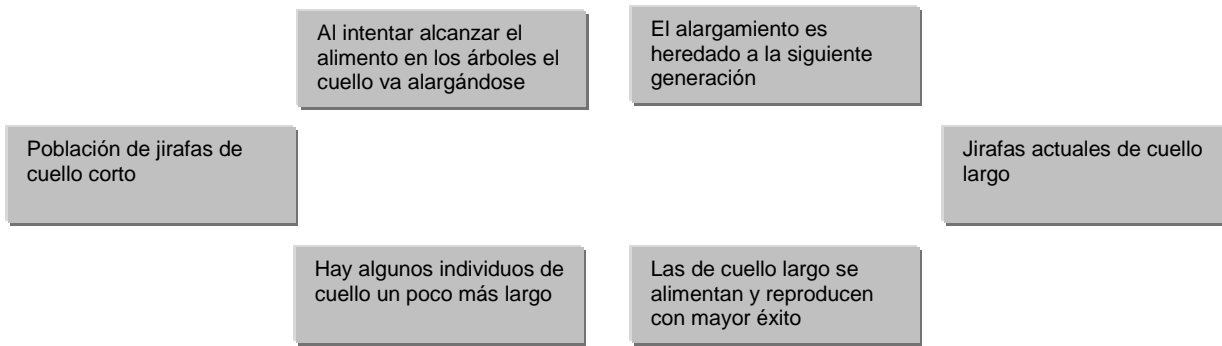 Al intentar alcanzar el
alimento en los árboles el
cuello va alargándose
El alargamiento es
heredado a la siguiente
generación
Población de jirafas de
cuello corto
Jirafas actuales de cuello
largo
Hay algunos individuos de
cuello un poco más largo
Las de cuello largo se
alimentan y reproducen
con mayor éxito